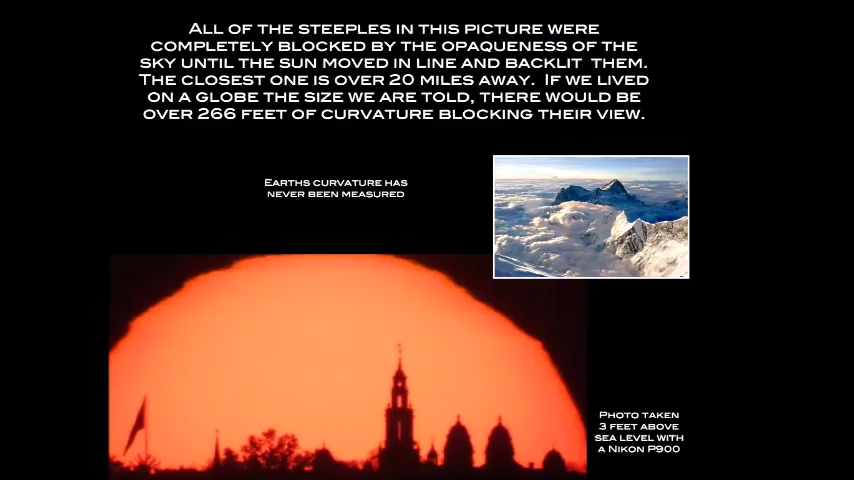 ALL OF THE STEEPLES IN THIS PICTURE WERE
COMPLETELY BLOCKED BY THE OPAQUENESS OF THE
SKY UNTIL THE SUN MOVED IN LINE AND BACKLIT THEM.
THE CLOSEST ONE IS OVER 20 MILES AWAY. IF WE LIVED
ON A GLOBE THE SIZE WE ARE TOLD, THERE WOULD BE
OVER 266 FEET OF CURVATURE BLOCKING THEIR VIEW.
EARTHS CURVATURE HAS
NEVER BEEN MEASURED
PHOTO TAKEN
3 FEET ABOVE
SEA LEVEL WITH
A NIKON P900